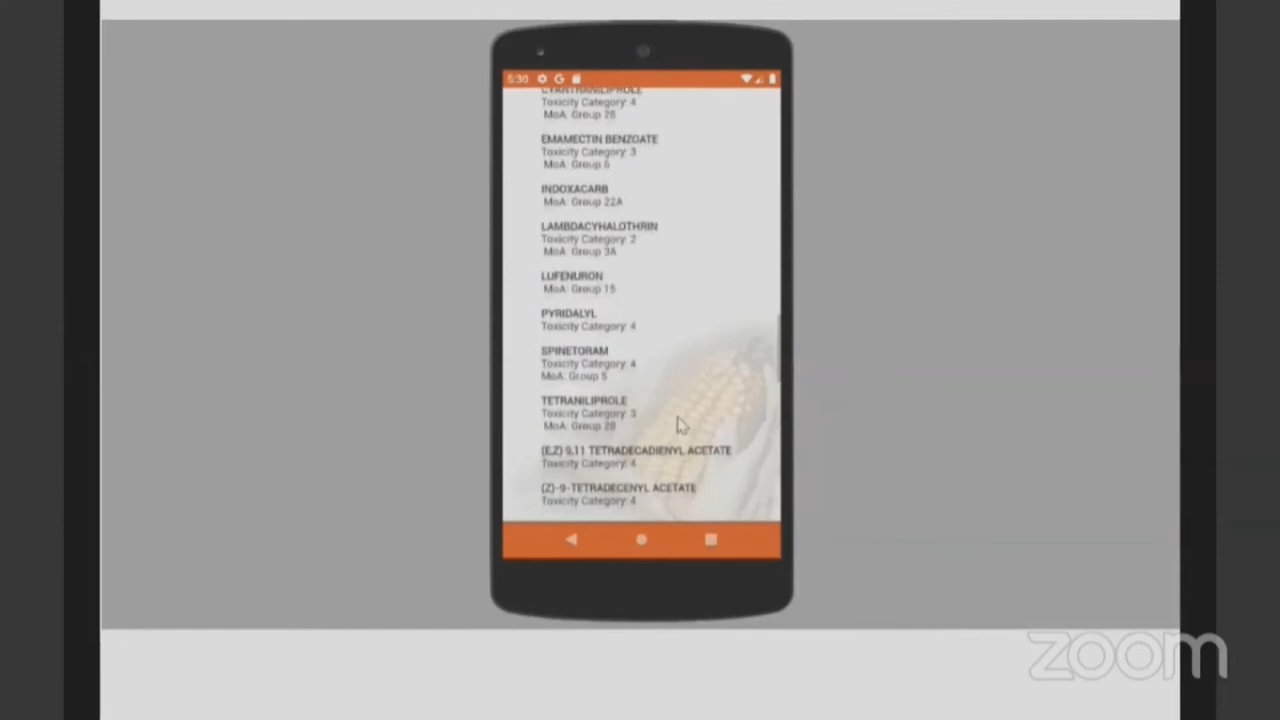 5:30
CYANTRANILIPROLE
Toxicity Category: 4
MoA: Group 28
EMAMECTIN BENZOATE
Toxicity Category: 3
MoA: Group 6
INDOXACARB
MoA: Group 22A
LAMBDACYHALOTHRIN
Toxicity Category: 2
MoA: Group 3A
LUFENURON
MoA: Group 15
PYRIDALYL
Toxicity Category: 4
SPINETORAM
Toxicity Category: 4
MoA: Group 5
TETRANILIPROLE
Toxicity Category: 3
MoA: Group 28
(E,Z) 9,11 TETRADECADIENYL ACETATE
Toxicity Category: 4
(Z)-9-TETRADECENYL ACETATE
Toxicity Category: 4
zoom